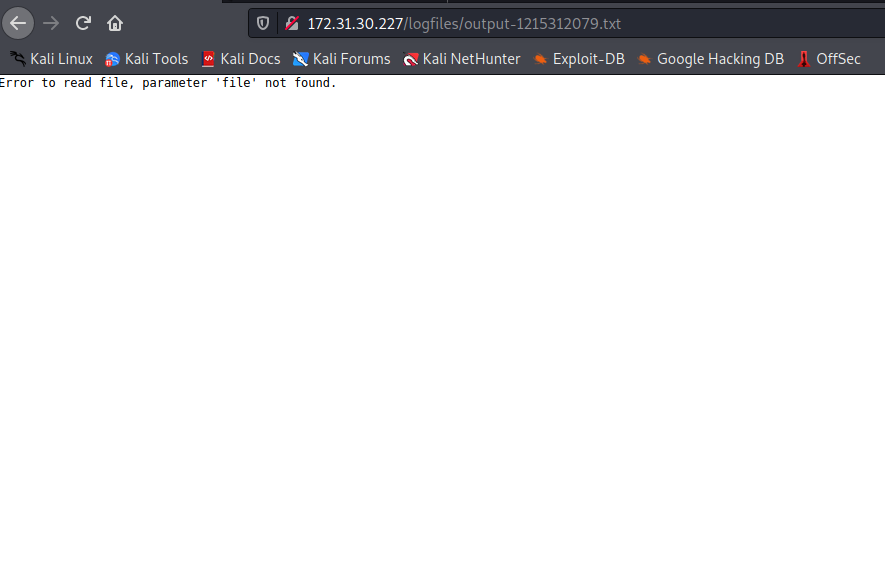 172.31.30.227/logfiles/output-1215312079.txt
Kali Linux Kali Tools Kali Docs Kali Forums Kali NetHunter Exploit-DB Google Hacking DB OffSec
Error to read file, parameter 'file' not found.